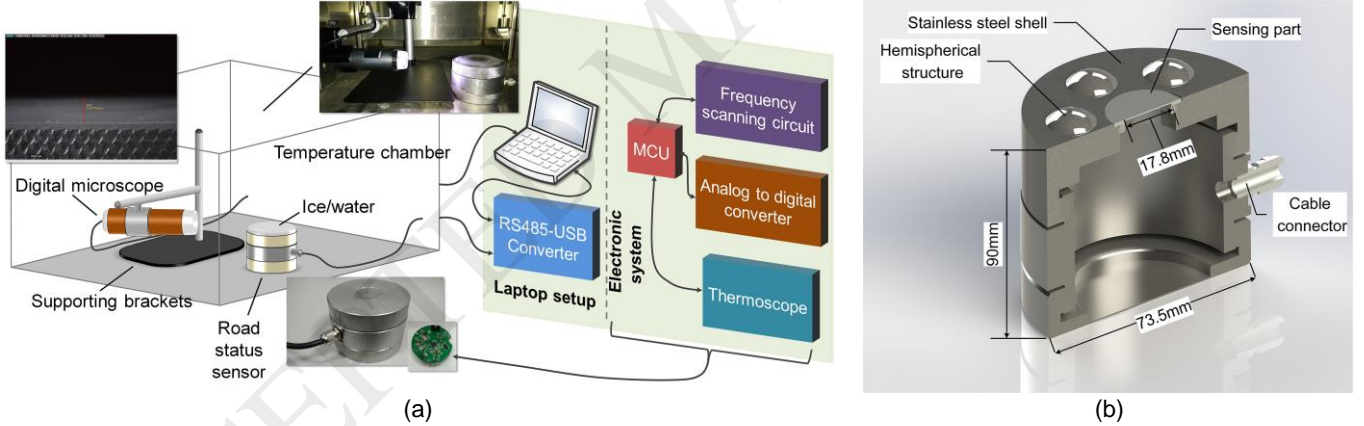 Digital microscope
Supporting brackets
Ice/water
Road
status
sensor
Temperature chamber
RS485-USB
Converter
Laptop setup
Electronic
system
MCU
Frequency
scanning circuit
Analog to digital
converter
Thermoscope
(a)
Stainless steel shell
Sensing part
Hemispherical
structure
17.8mm
Cable
connector
90mm
73.5mm
(b)